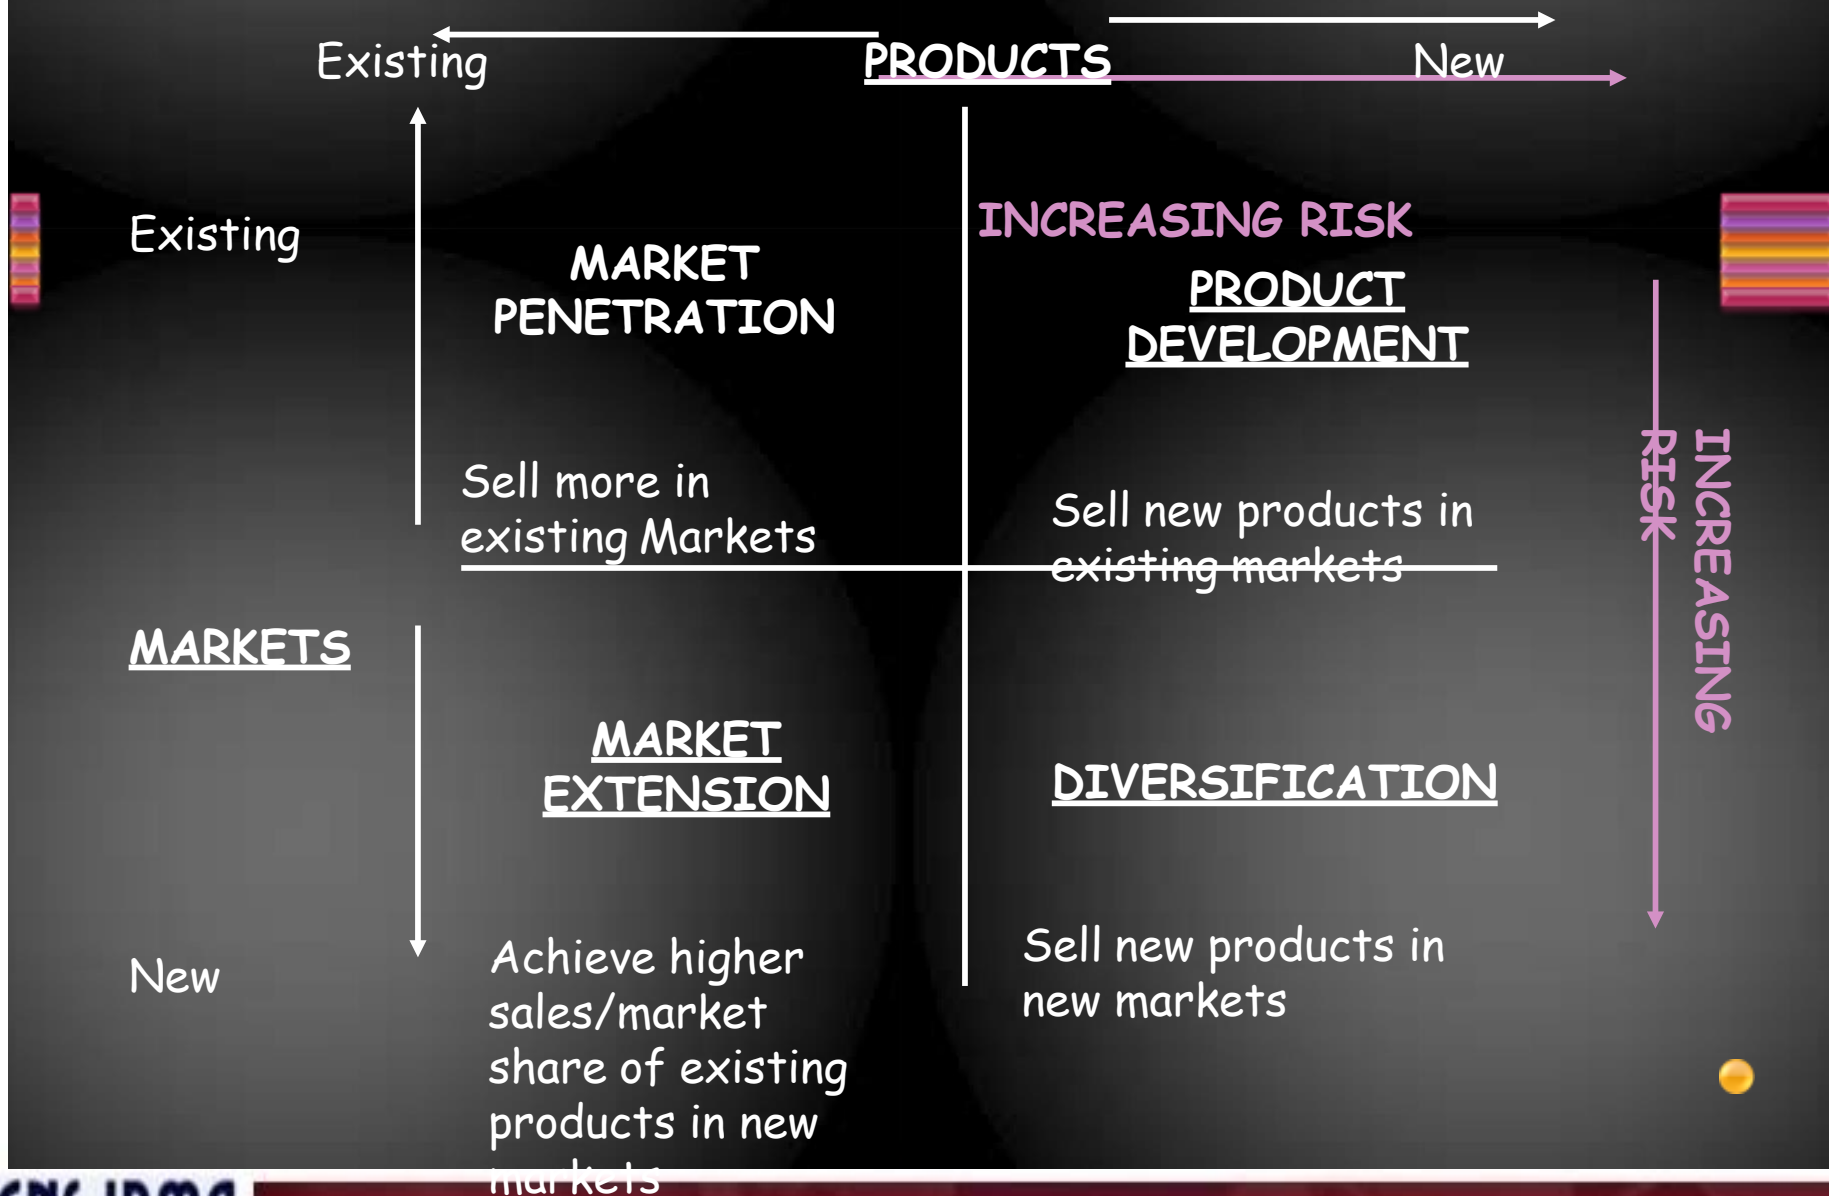 Existing
PRODUCTS
New
Existing
INCREASING RISK
MARKET
PENETRATION
PRODUCT
DEVELOPMENT
INCREASING
RISK
Sell more in
existing Markets
Sell new products in
existing markets
MARKETS
MARKET
EXTENSION
DIVERSIFICATION
New
Achieve higher
sales/market
share of existing
products in new
markets
Sell new products in
new markets